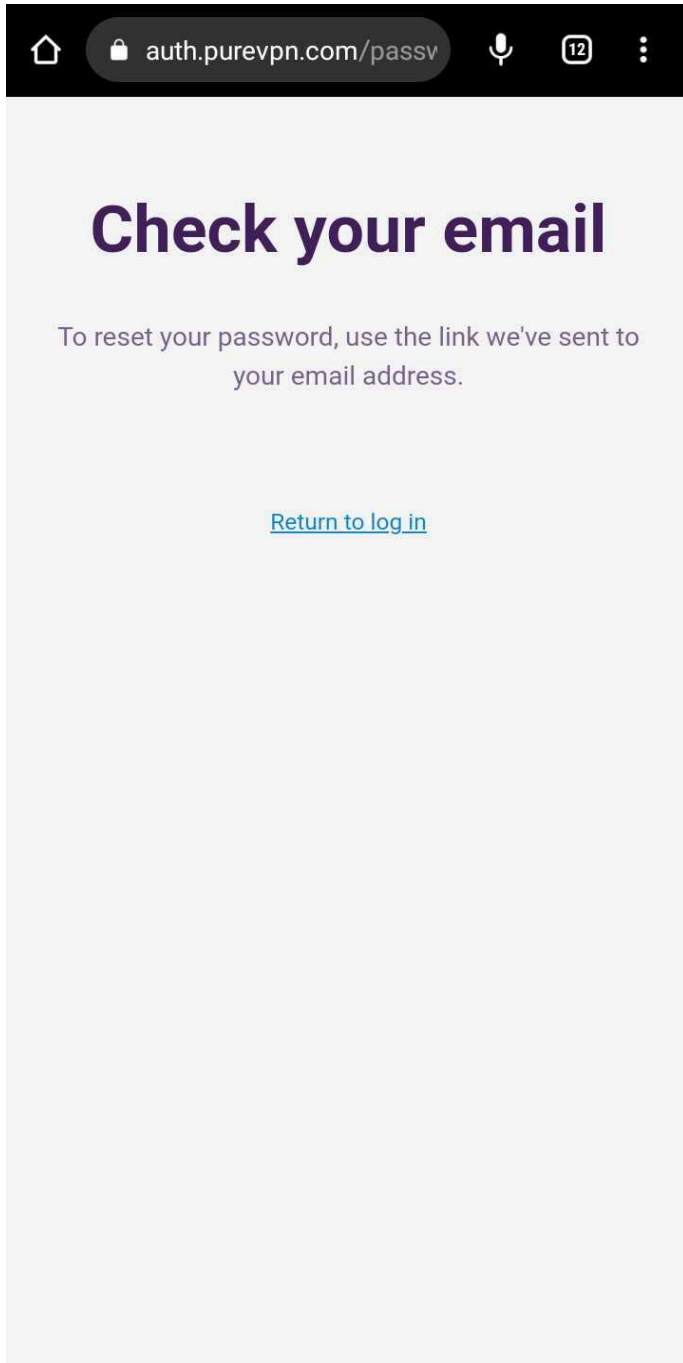 auth.purevpn.com/passw
12
Check your email
To reset your password, use the link we've sent to
your email address.
Return to log in